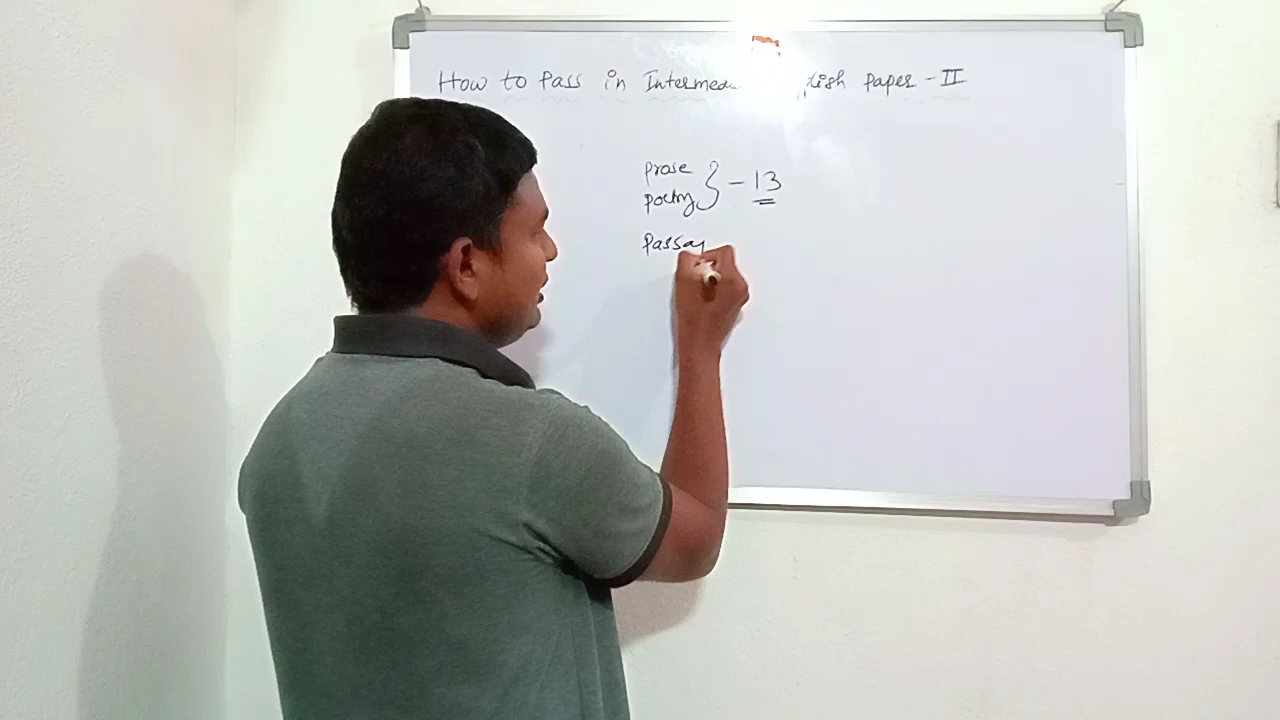 How to Pass in Intermed lish paper - II
prose
poetry } - 13
Passag